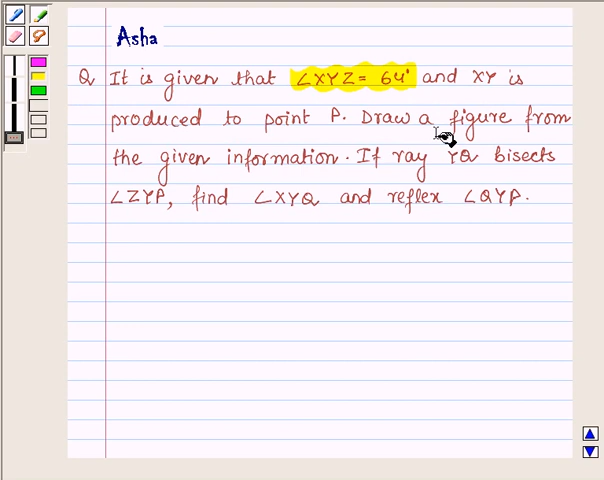 Asha
Q It is given that ∠XYZ = 64° and XY is
produced to point P. Draw a figure from
the given information. If ray YQ bisects
∠ZYP, find ∠XYQ and reflex ∠QYP.